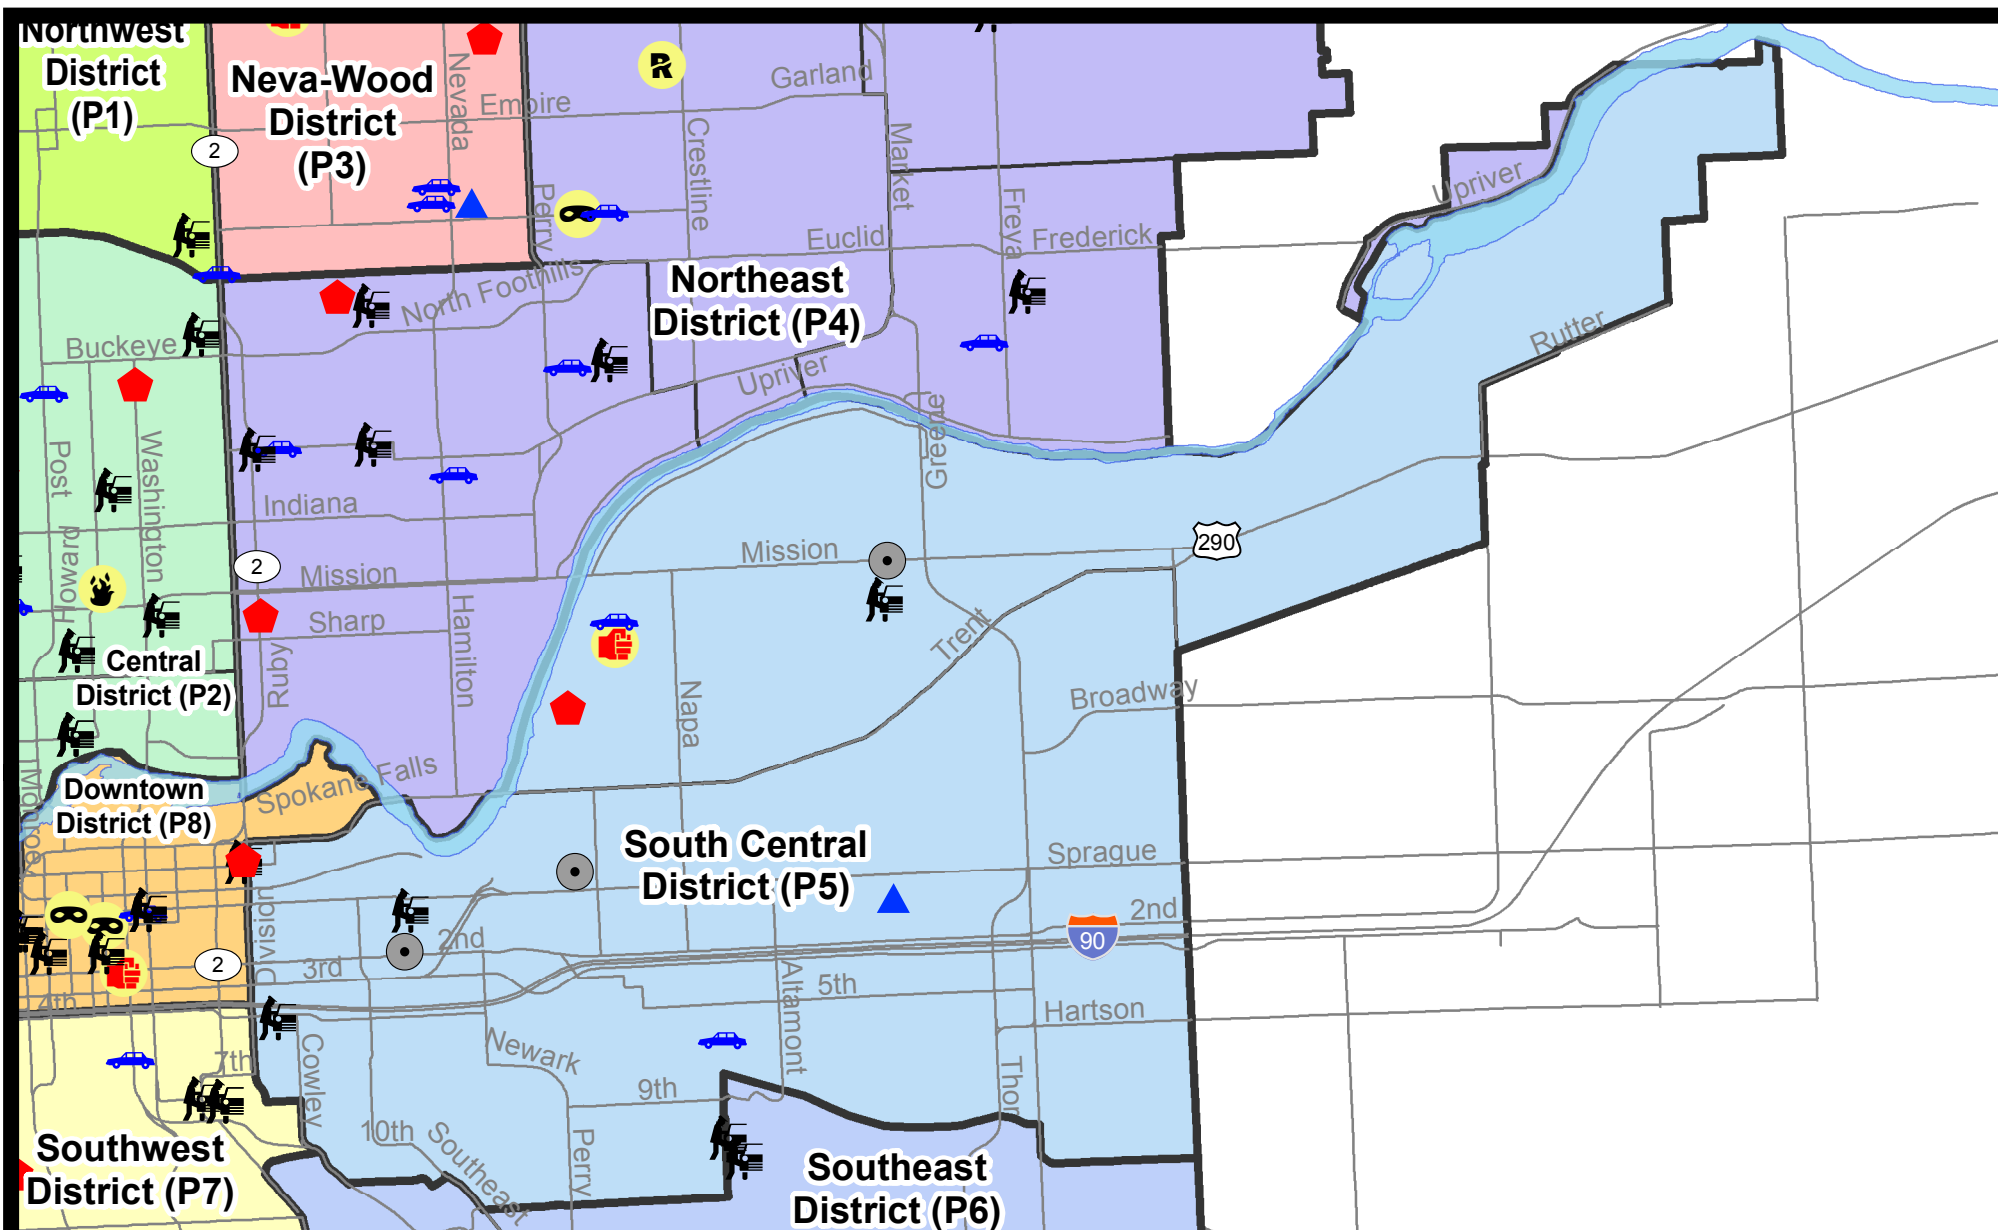 Northwest
District
(P1)
Neva-Wood
District
(P3)
Nevada
Empire
Garland
Crestline
Market
Perry
Freya
Euclid
Frederick
Upriver
2
North Foothills
Northeast
District (P4)
Buckeye
Upriver
Rutter
Post
Washington
Greene
Indiana
Howard
Mission
290
2
Mission
Sharp
Hamilton
Trent
Central
District (P2)
Ruby
Napa
Broadway
Spokane Falls
Downtown
District (P8)
Monroe
South Central
District (P5)
Sprague
2nd
90
Division
2nd
2
3rd
4th
5th
Altamont
Hartson
Cowley
7th
Newark
9th
Thor
10th
Southeast
Perry
Southwest
District (P7)
Southeast
District (P6)